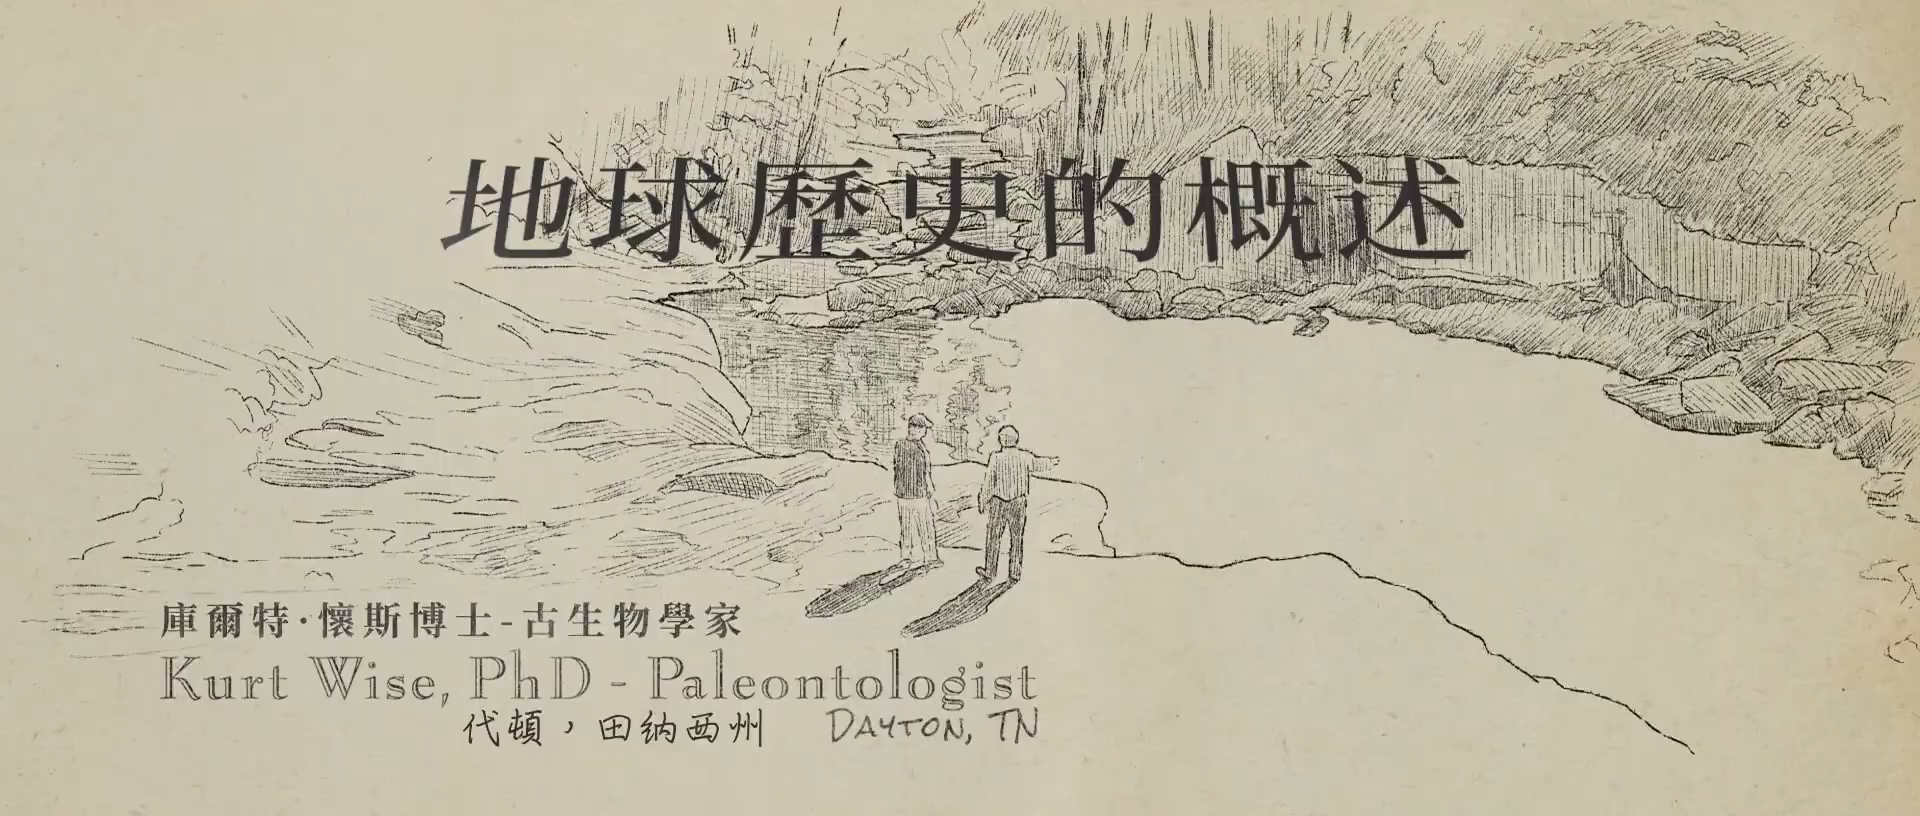 地球歷史的概述
庫爾特·懷斯博士-古生物學家
Kurt Wise, PhD - Paleontologist
代頓，田纳西州 DAYTON, TN